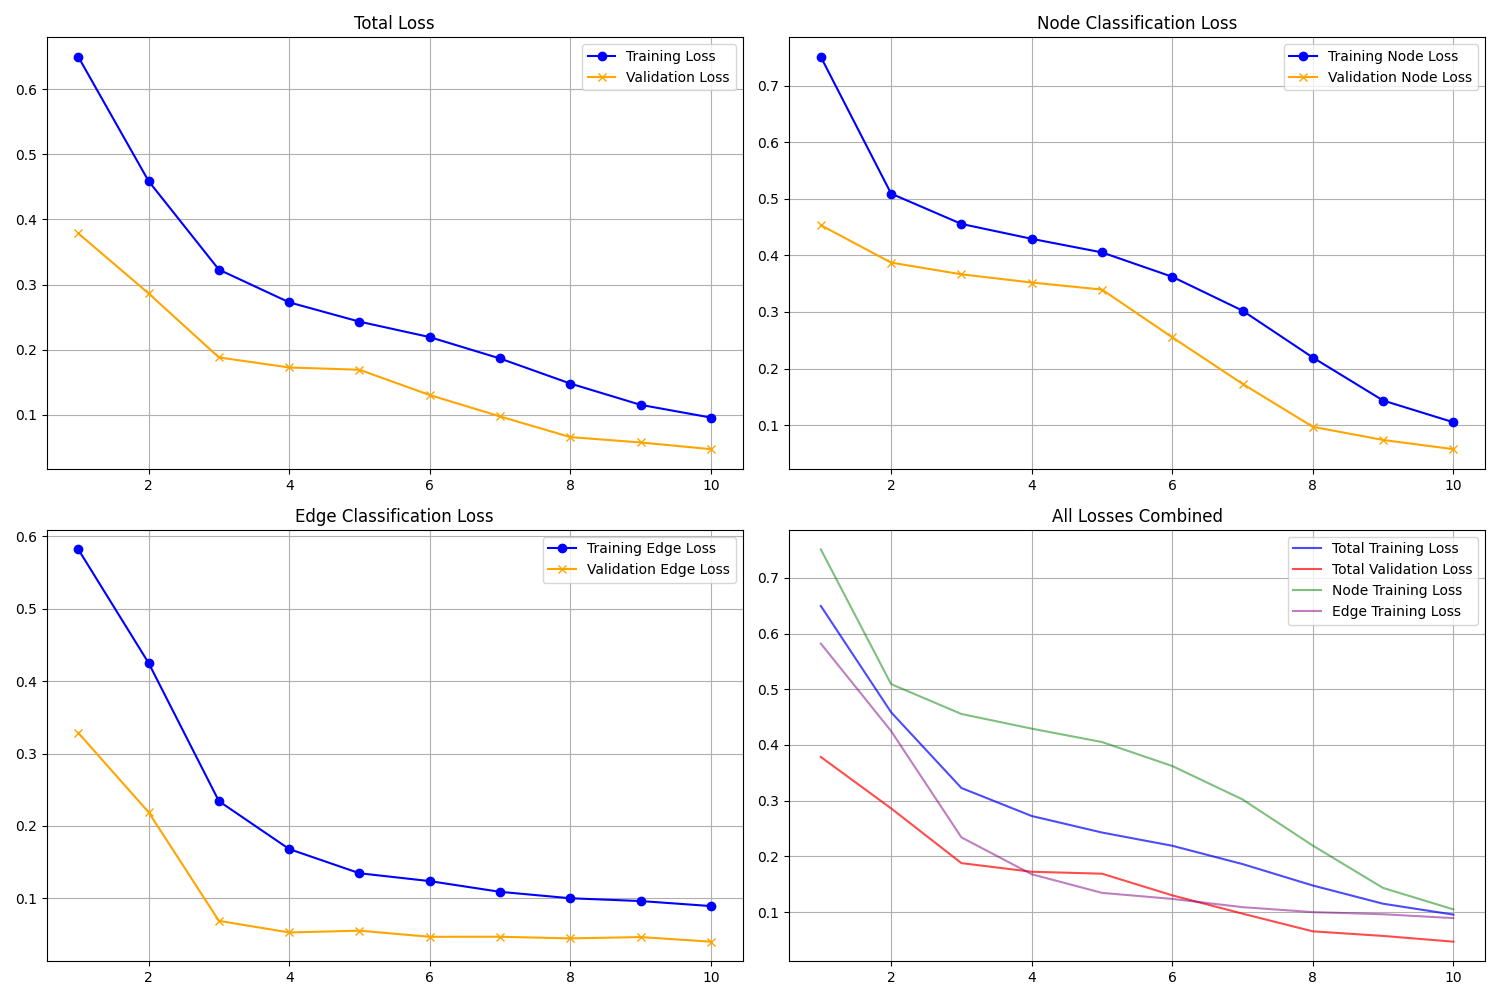 Total Loss
Training Loss
Validation Loss
0.6
0.5
0.4
0.3
0.2
0.1
2 4 6 8 10
Node Classification Loss
Training Node Loss
Validation Node Loss
0.7
0.6
0.5
0.4
0.3
0.2
0.1
2 4 6 8 10
Edge Classification Loss
Training Edge Loss
Validation Edge Loss
0.6
0.5
0.4
0.3
0.2
0.1
2 4 6 8 10
All Losses Combined
Total Training Loss
Total Validation Loss
Node Training Loss
Edge Training Loss
0.7
0.6
0.5
0.4
0.3
0.2
0.1
2 4 6 8 10